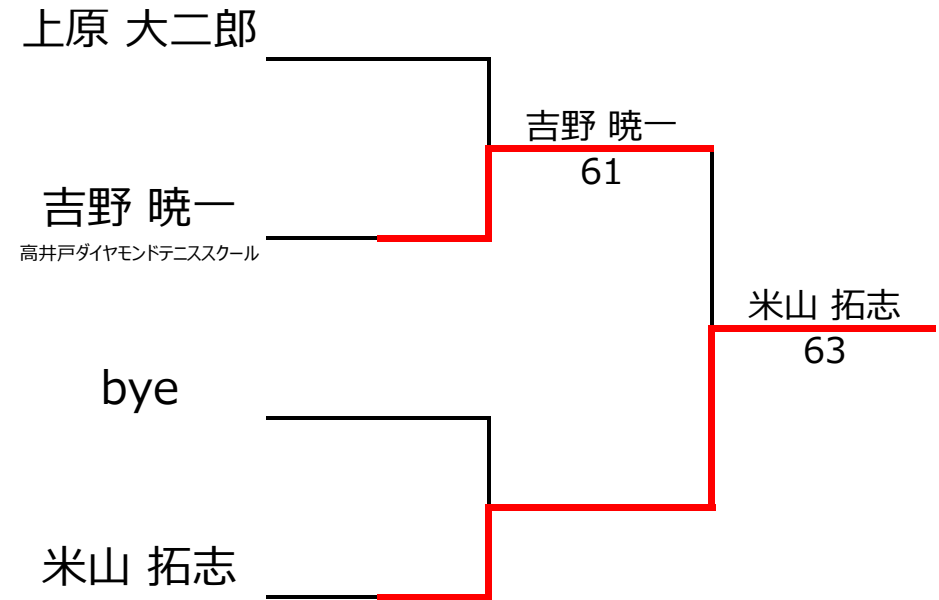 上原 大二郎
吉野 暁一
61
吉野 暁一
高井戸ダイヤモンドテニススクール
米山 拓志
63
bye
米山 拓志